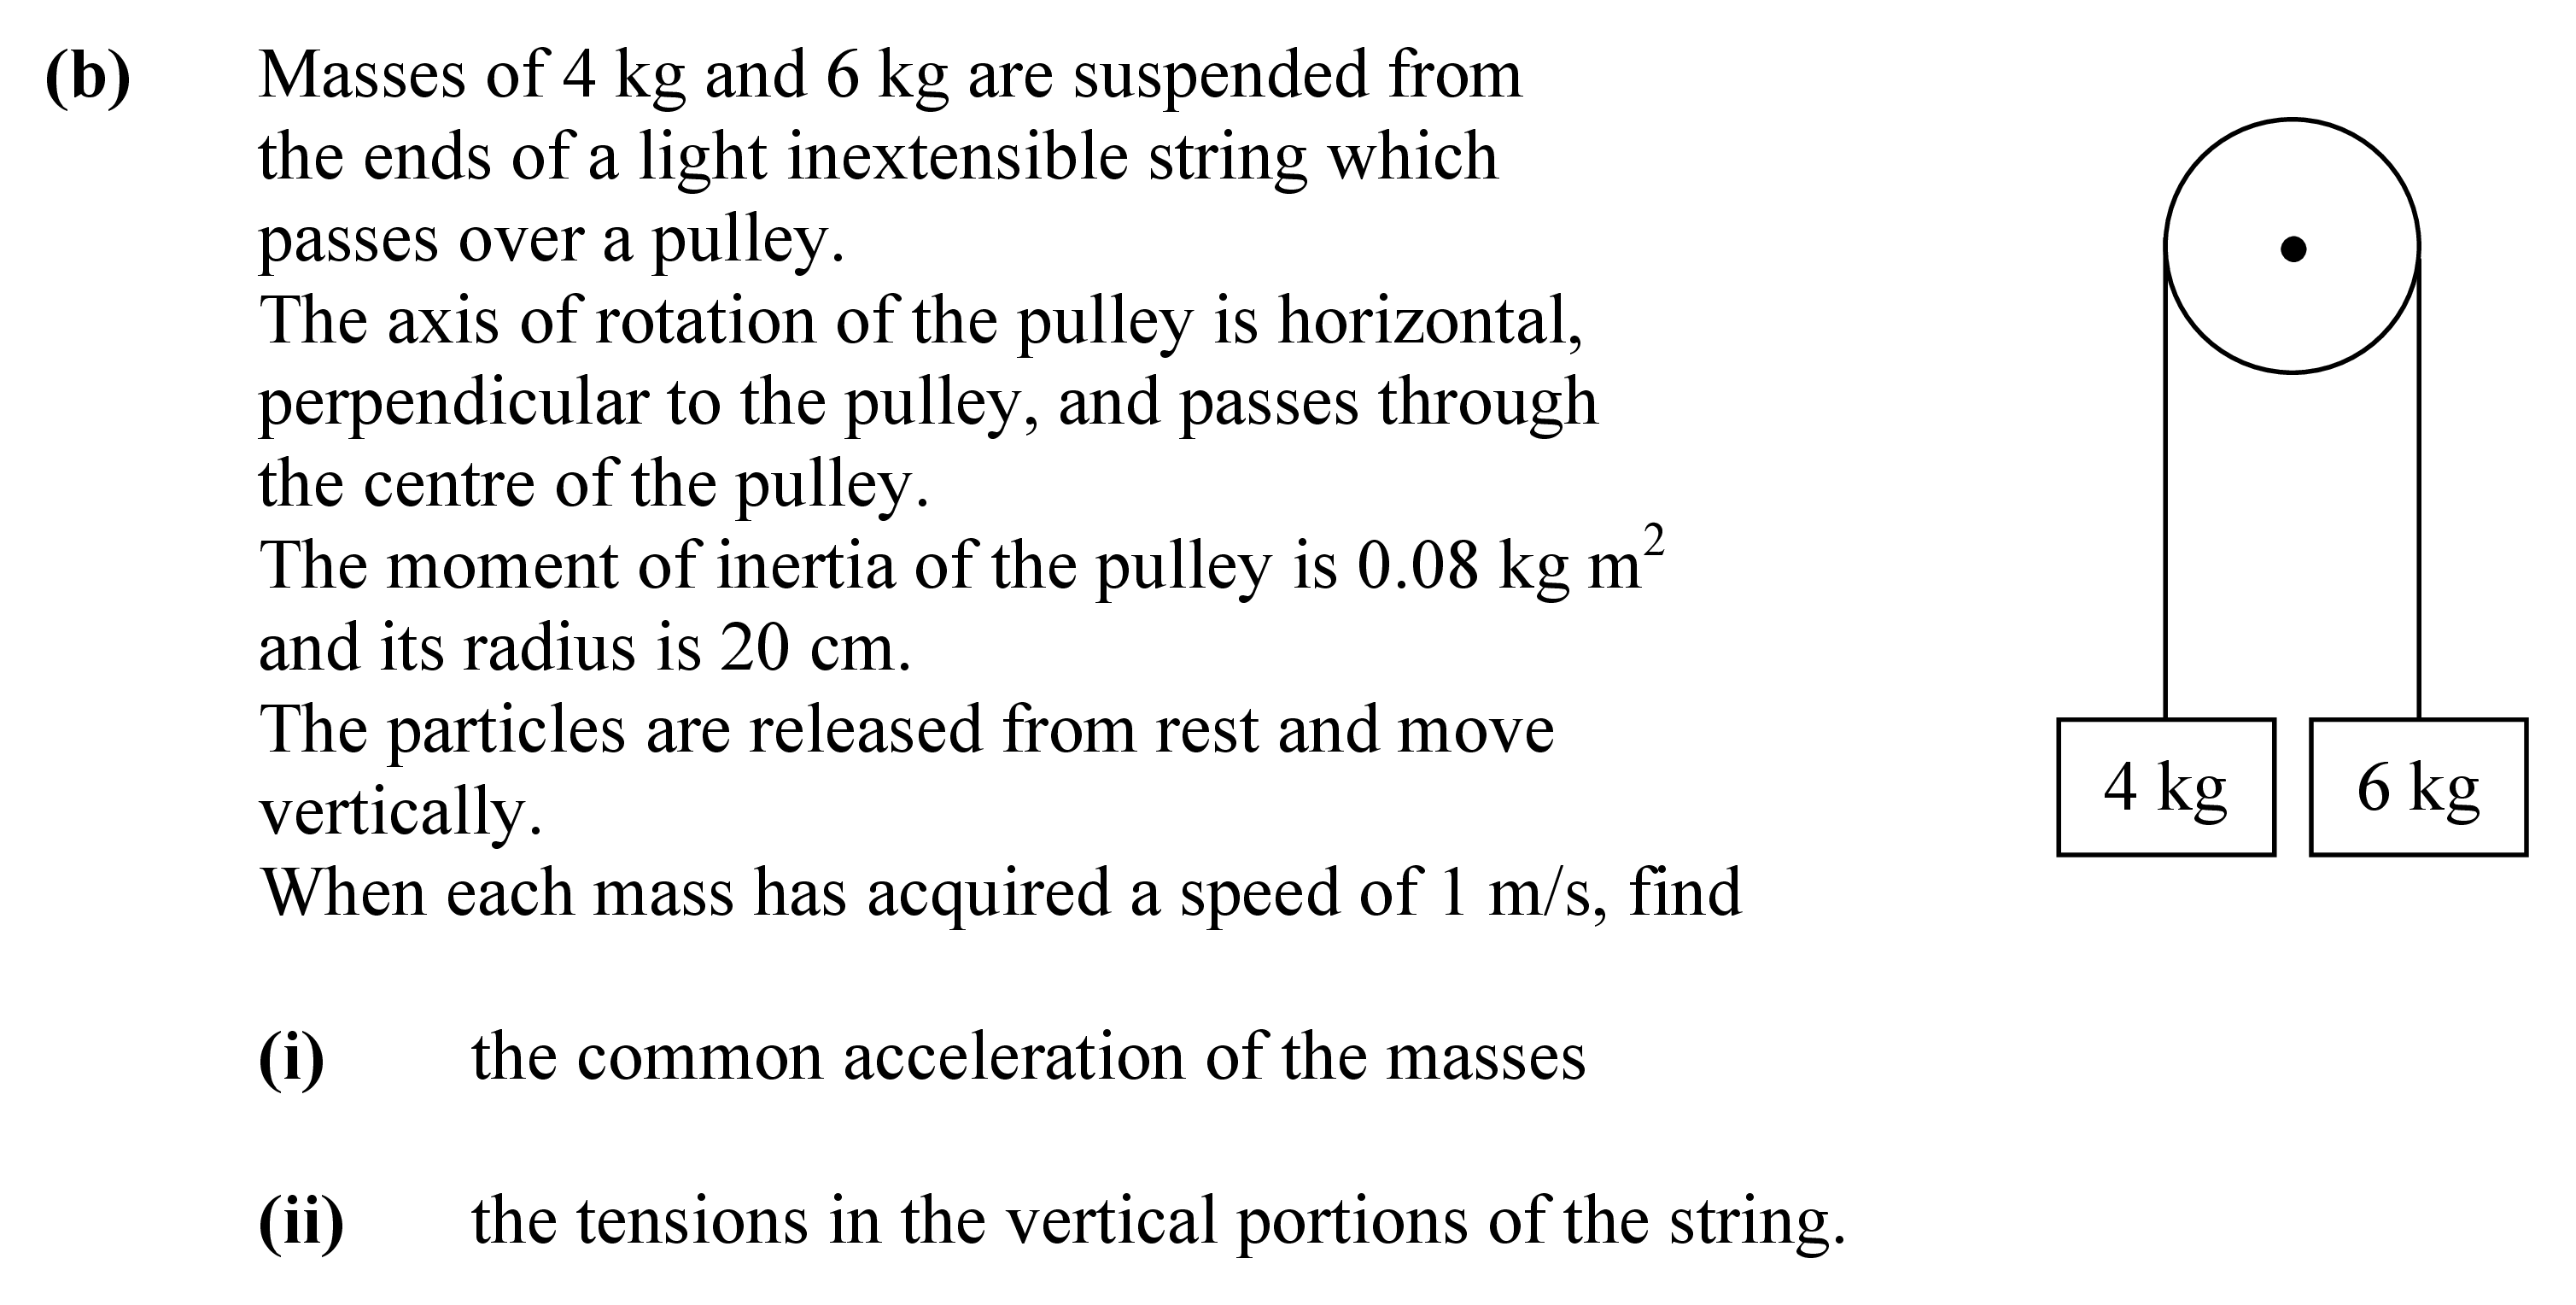 (b) Masses of 4 kg and 6 kg are suspended from
the ends of a light inextensible string which
passes over a pulley.
The axis of rotation of the pulley is horizontal,
perpendicular to the pulley, and passes through
the centre of the pulley.
The moment of inertia of the pulley is 0.08 kg m²
and its radius is 20 cm.
The particles are released from rest and move
vertically.
When each mass has acquired a speed of 1 m/s, find
(i) the common acceleration of the masses
(ii) the tensions in the vertical portions of the string.
4 kg
6 kg